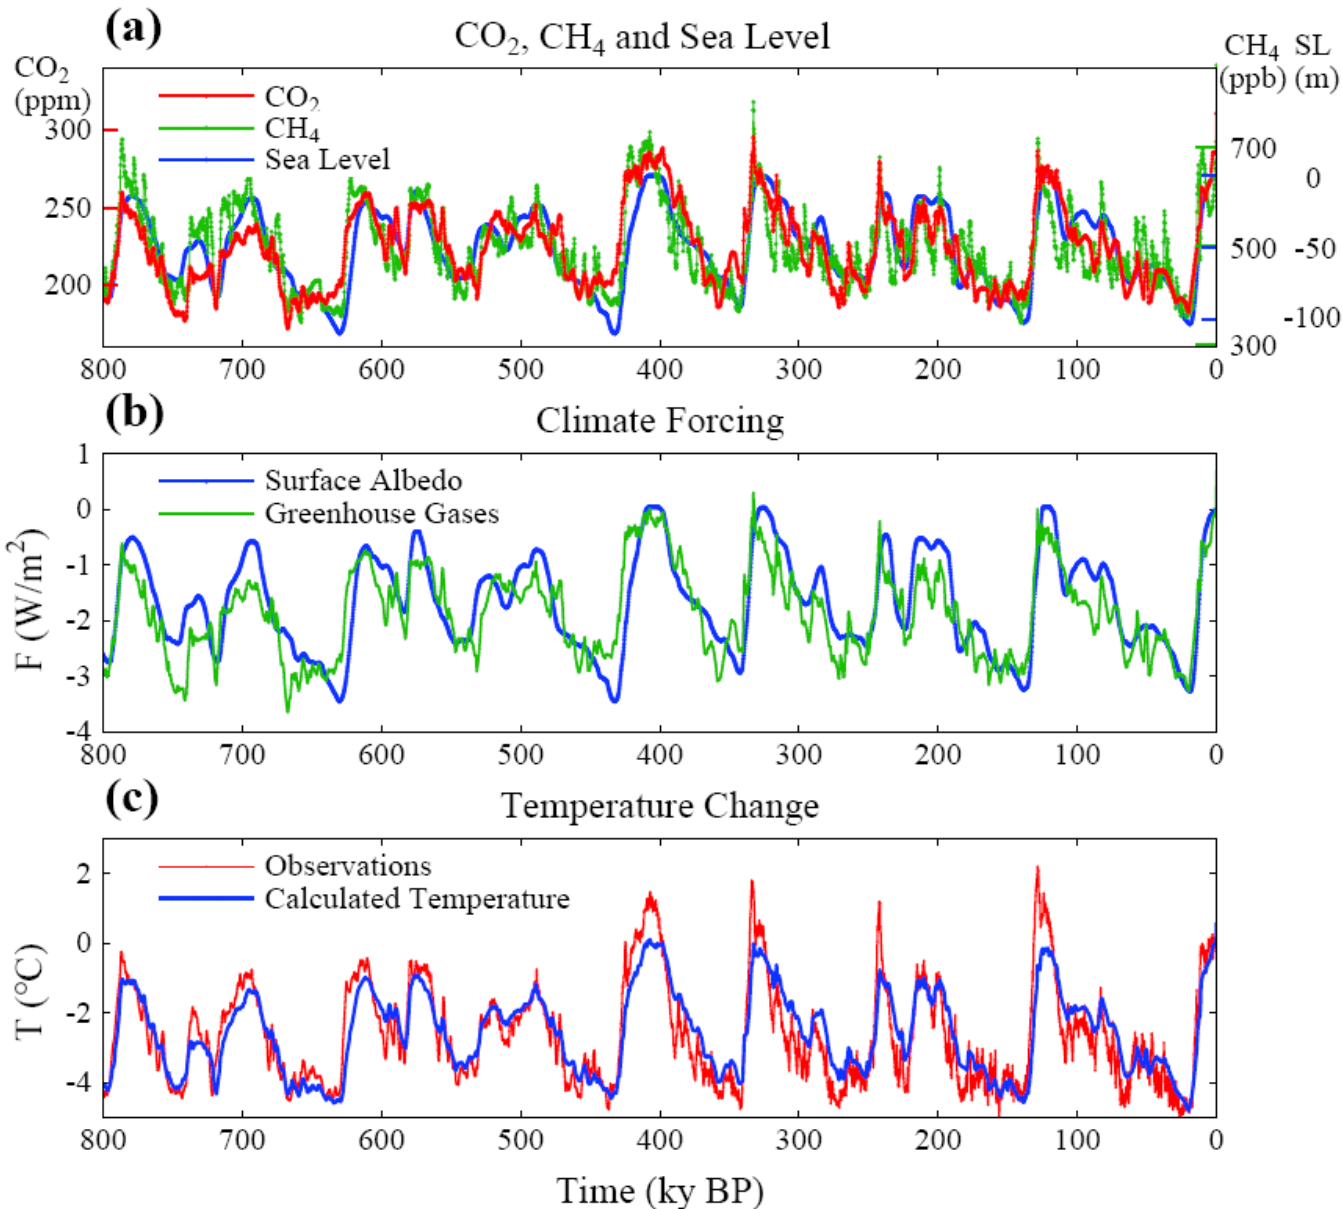 (a)
CO₂, CH₄ and Sea Level
CO₂
(ppm)
CH₄ SL
(ppb) (m)
CO₂
CH₄
Sea Level
300
250
200
700
500
300
0
-50
-100
800 700 600 500 400 300 200 100 0
(b)
Climate Forcing
Surface Albedo
Greenhouse Gases
F (W/m²)
1
0
-1
-2
-3
-4
800 700 600 500 400 300 200 100 0
(c)
Temperature Change
Observations
Calculated Temperature
T (°C)
2
0
-2
-4
800 700 600 500 400 300 200 100 0
Time (ky BP)